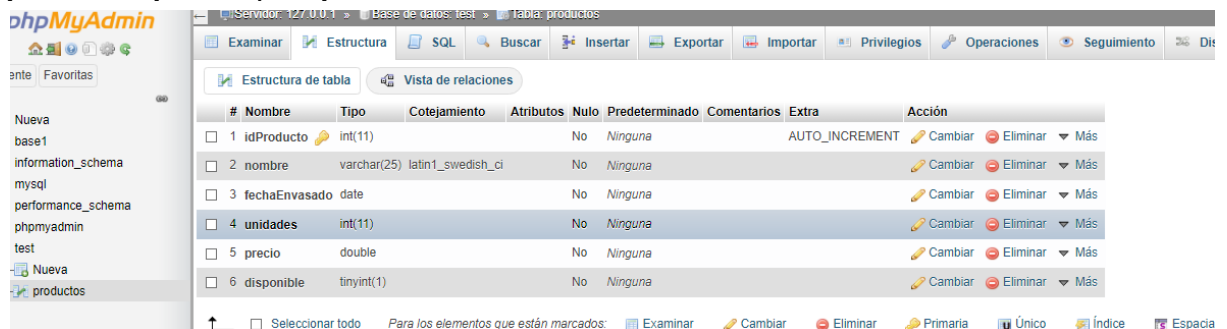 phpMyAdmin
Servidor: 127.0.0.1 » Base de datos: test » Tabla: productos
Examinar Estructura SQL Buscar Insertar Exportar Importar Privilegios Operaciones Seguimiento
ente Favoritas
Estructura de tabla Vista de relaciones
Nueva
base1
information_schema
mysql
performance_schema
phpmyadmin
test
Nueva
productos
# Nombre Tipo Cotejamiento Atributos Nulo Predeterminado Comentarios Extra Acción
1 idProducto int(11) No Ninguna AUTO_INCREMENT Cambiar Eliminar Más
2 nombre varchar(25) latin1_swedish_ci No Ninguna Cambiar Eliminar Más
3 fechaEnvasado date No Ninguna Cambiar Eliminar Más
4 unidades int(11) No Ninguna Cambiar Eliminar Más
5 precio double No Ninguna Cambiar Eliminar Más
6 disponible tinyint(1) No Ninguna Cambiar Eliminar Más
Seleccionar todo Para los elementos que están marcados: Examinar Cambiar Eliminar Primaria Único Índice Espacia